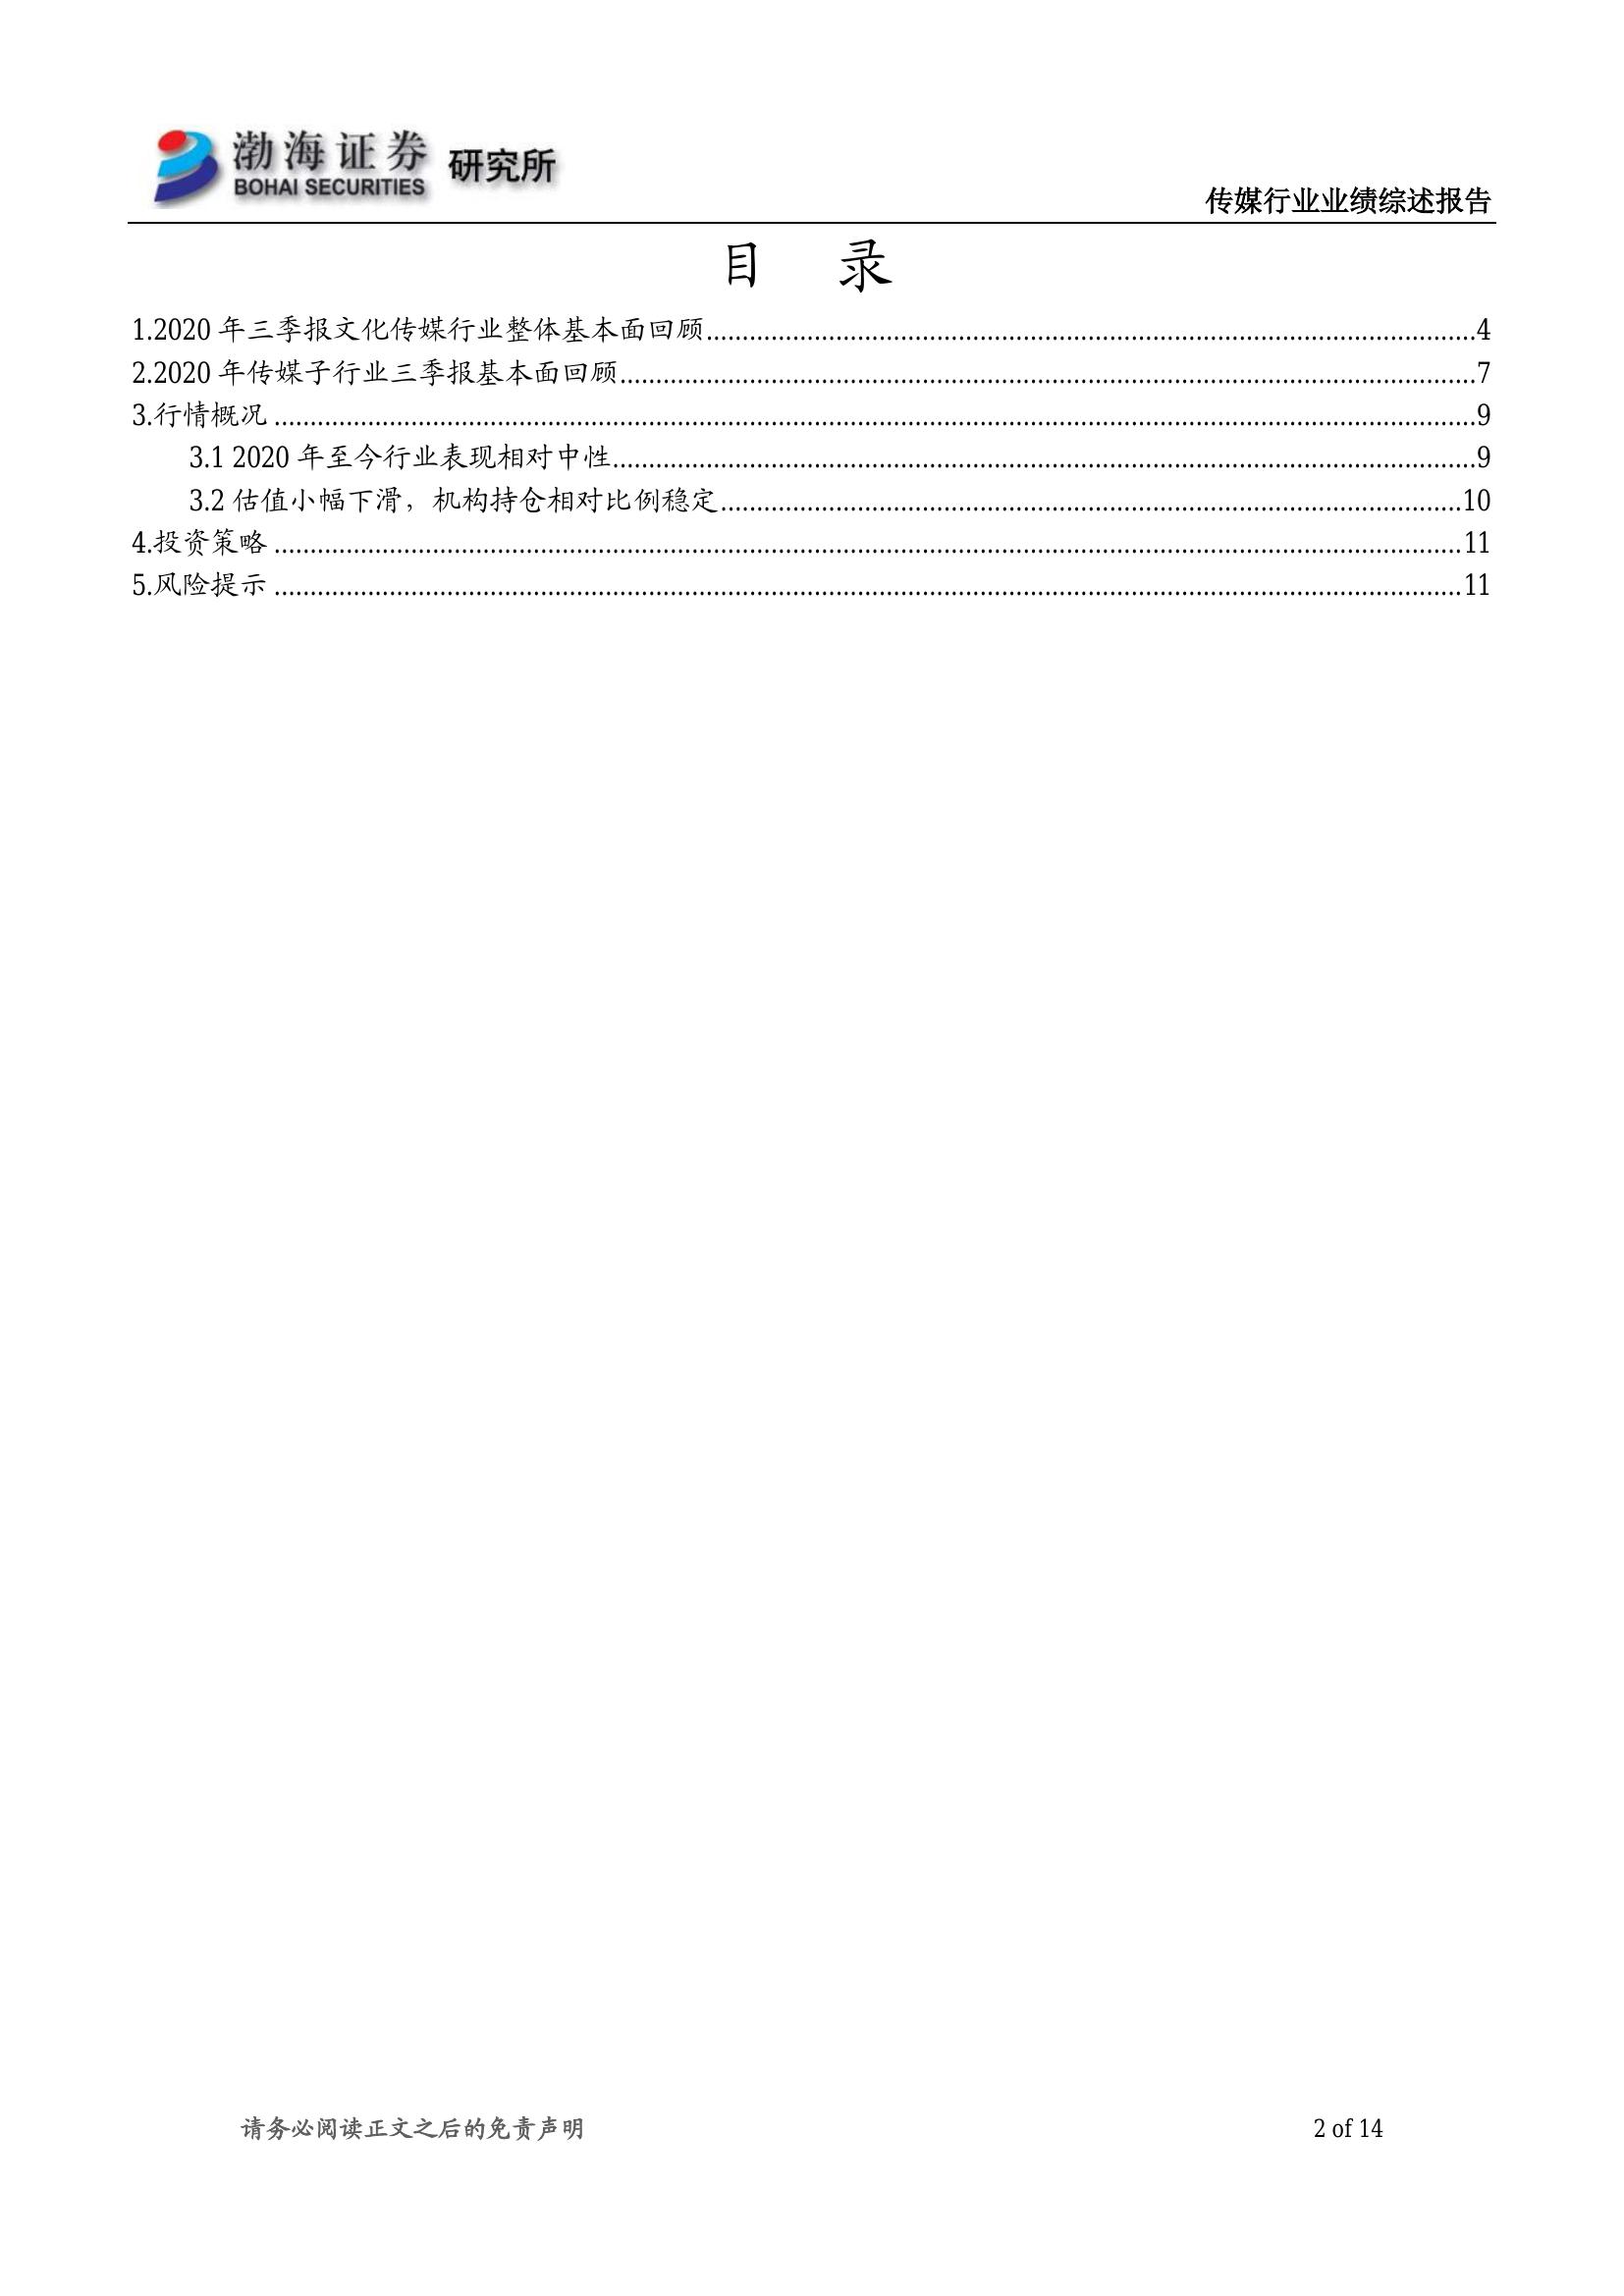 渤海证券 研究所
BOHAI SECURITIES
传媒行业业绩综述报告
目 录
1.2020 年三季报文化传媒行业整体基本面回顾........................................4
2.2020 年传媒子行业三季报基本面回顾........................................7
3.行情概况 ........................................9
3.1 2020 年至今行业表现相对中性........................................9
3.2 估值小幅下滑，机构持仓相对比例稳定........................................10
4.投资策略 ........................................11
5.风险提示 ........................................11
请务必阅读正文之后的免责声明 2 of 14